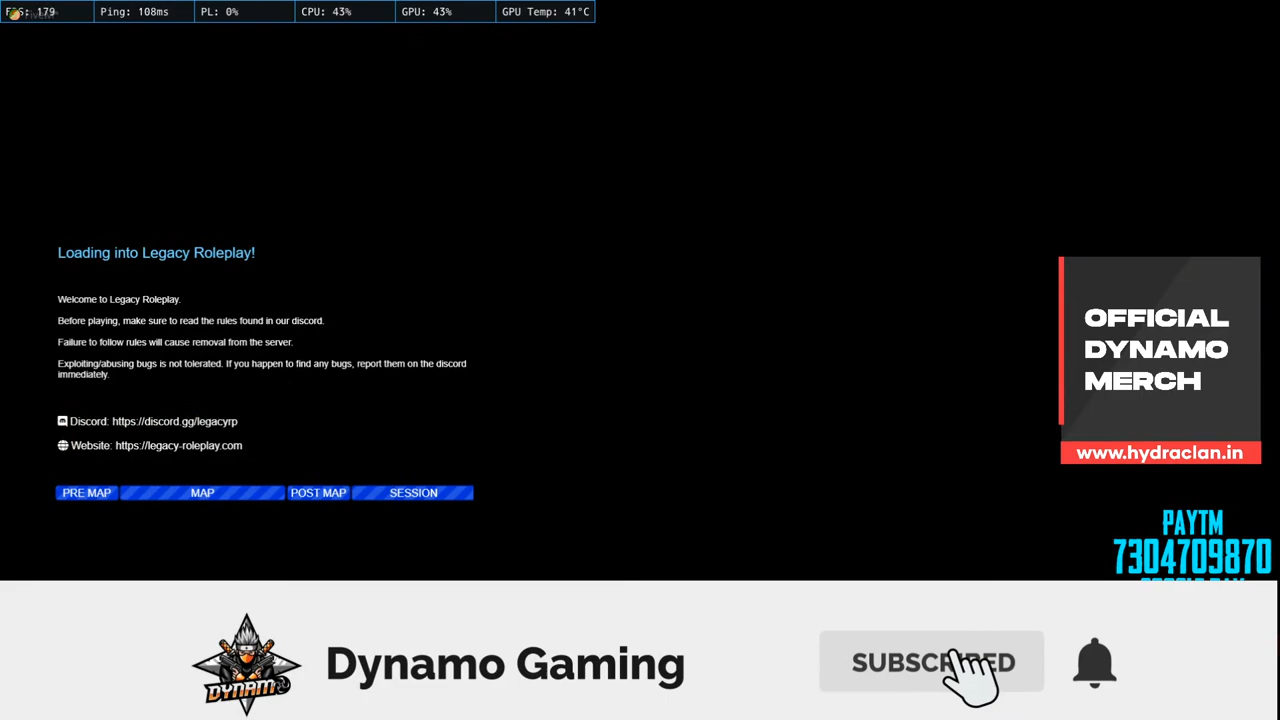 FPS: 179 Ping: 108ms PL: 0% CPU: 43% GPU: 43% GPU Temp: 41°C
Loading into Legacy Roleplay!
Welcome to Legacy Roleplay.
Before playing, make sure to read the rules found in our discord.
Failure to follow rules will cause removal from the server.
Exploiting/abusing bugs is not tolerated. If you happen to find any bugs, report them on the discord
immediately.
Discord: https://discord.gg/legacyrp
Website: https://legacy-roleplay.com
PRE MAP MAP POST MAP SESSION
OFFICIAL
DYNAMO
MERCH
www.hydraclan.in
PAYTM
7304709870
DYNAMO
Dynamo Gaming
SUBSCRIBED